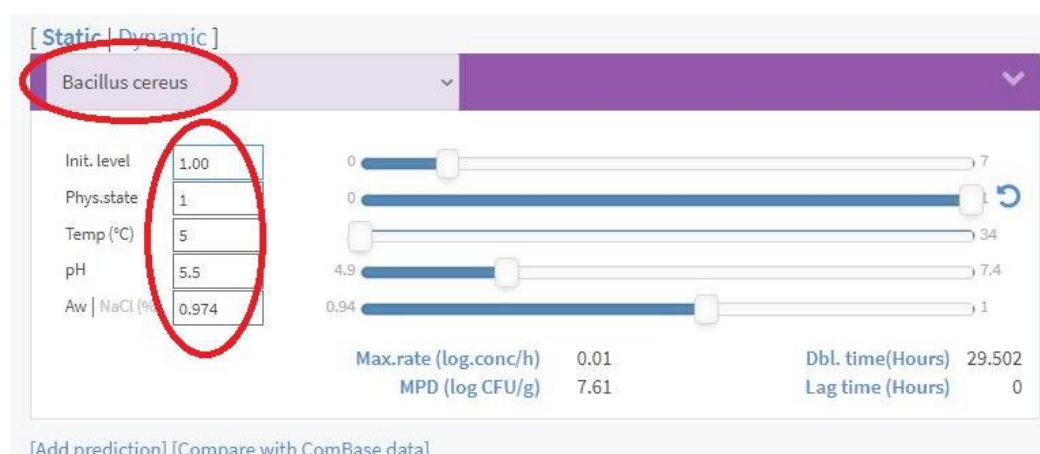 [ Static | Dynamic ]
Bacillus cereus
Init. level 1.00 0 7
Phys.state 1 0 1
Temp (°C) 5 34
pH 5.5 4.9 7.4
Aw | NaCl (% 0.974 0.94 1
Max.rate (log.conc/h) 0.01 Dbl. time(Hours) 29.502
MPD (log CFU/g) 7.61 Lag time (Hours) 0
[Add prediction] [Compare with ComBase data]